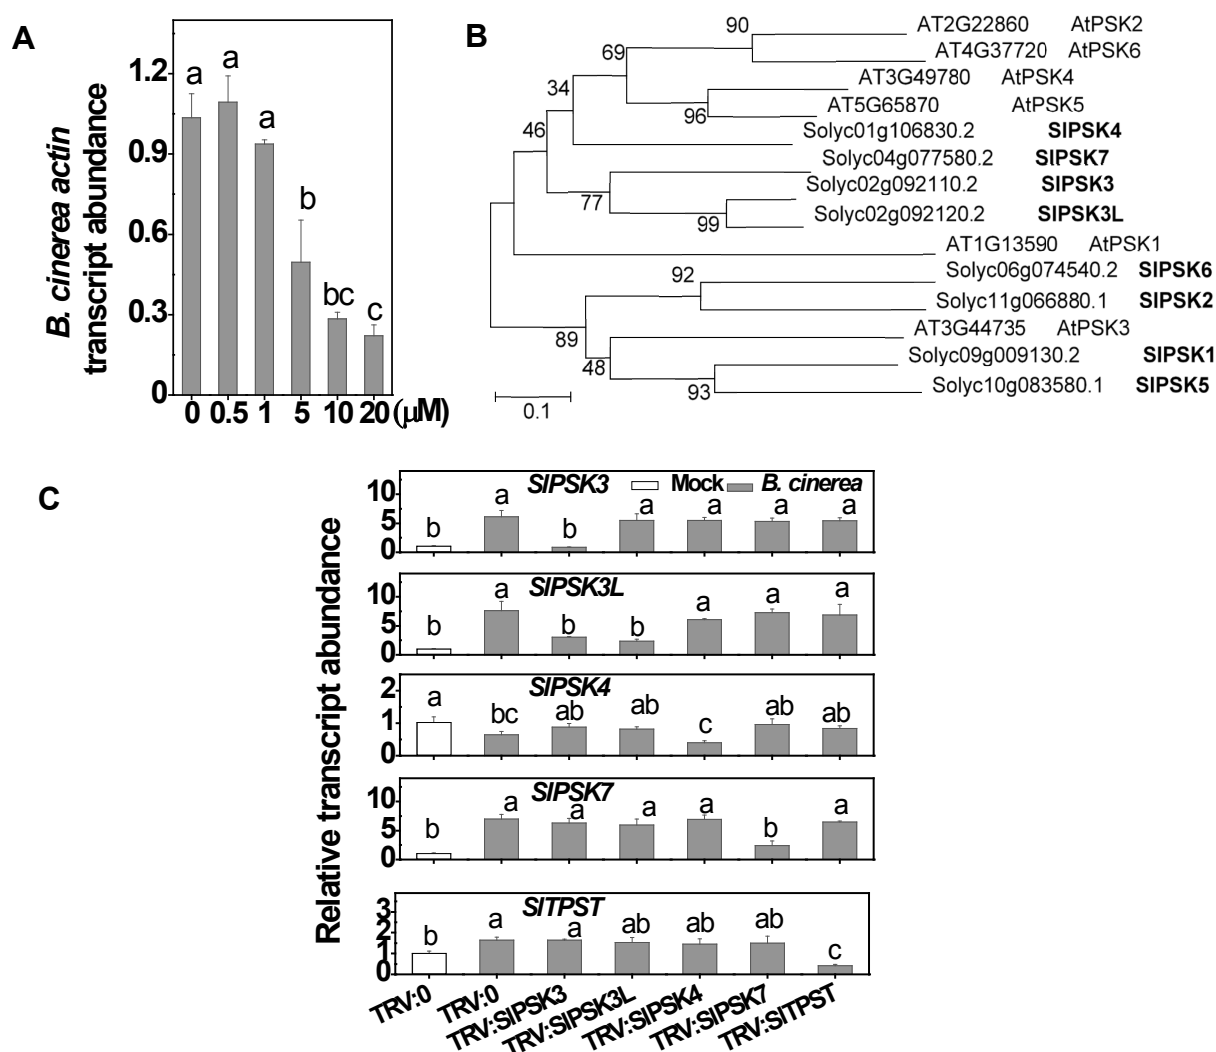 A
B. cinerea actin
transcript abundance
1.2
0.9
0.6
0.3
0
a
a
a
b
bc
c
0 0.5 1 5 10 20 (μM)
B
90
AT2G22860 AtPSK2
69
AT4G37720 AtPSK6
34
AT3G49780 AtPSK4
96
AT5G65870 AtPSK5
46
Solyc01g106830.2 SlPSK4
Solyc04g077580.2 SlPSK7
77
Solyc02g092110.2 SlPSK3
99
Solyc02g092120.2 SlPSK3L
AT1G13590 AtPSK1
92
Solyc06g074540.2 SlPSK6
Solyc11g066880.1 SlPSK2
89
AT3G44735 AtPSK3
48
Solyc09g009130.2 SlPSK1
93
Solyc10g083580.1 SlPSK5
0.1
C
Relative transcript abundance
SlPSK3 Mock B. cinerea
10
5
0
b a b a a a a
SlPSK3L
10
5
0
b a b b a a a
SlPSK4
2
1
0
a bc ab ab c ab ab
SlPSK7
10
5
0
b a a a a b a
SlTPST
3
2
1
0
b a a ab ab ab c
TRV:0
TRV:0
TRV:SlPSK3
TRV:SlPSK3L
TRV:SlPSK4
TRV:SlPSK7
TRV:SlTPST